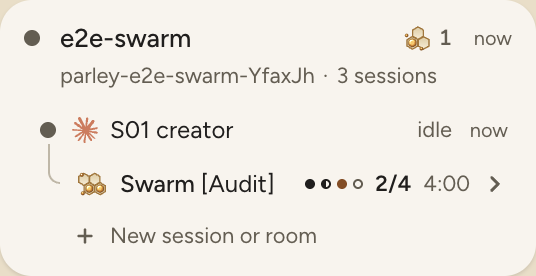 e2e-swarm 1 now
parley-e2e-swarm-YfaxJh · 3 sessions
S01 creator idle now
Swarm [Audit] 2/4 4:00
+ New session or room